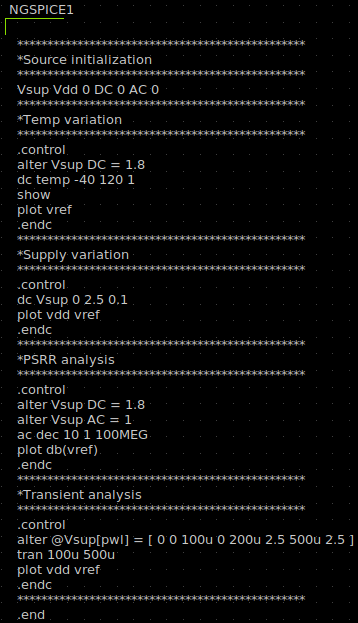 NGSPICE1
************************************************************
*Source initialization
************************************************************
Vsup Vdd 0 DC 0 AC 0
************************************************************
*Temp variation
************************************************************
.control
alter Vsup DC = 1.8
dc temp -40 120 1
show
plot vref
.endc
************************************************************
*Supply variation
************************************************************
.control
dc Vsup 0 2.5 0.1
plot vdd vref
.endc
************************************************************
*PSRR analysis
************************************************************
.control
alter Vsup DC = 1.8
alter Vsup AC = 1
ac dec 10 1 100MEG
plot db(vref)
.endc
************************************************************
*Transient analysis
************************************************************
.control
alter @Vsup[pwl] = [ 0 0 100u 0 200u 2.5 500u 2.5 ]
tran 100u 500u
plot vdd vref
.endc
************************************************************
.end